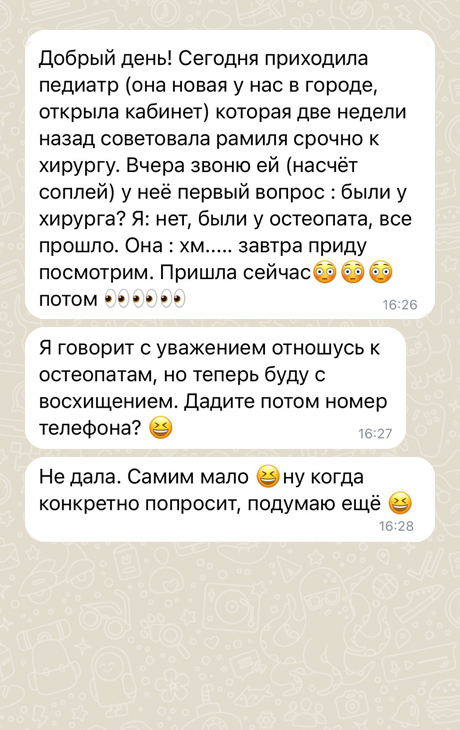 Добрый день! Сегодня приходила
педиатр (она новая у нас в городе,
открыла кабинет) которая две недели
назад советовала рамиля срочно к
хирургу. Вчера звоню ей (насчёт
соплей) у неё первый вопрос : были у
хирурга? Я: нет, были у остеопата, все
прошло. Она : хм..... завтра приду
посмотрим. Пришла сейчас😳😳😳
потом 👀👀👀
16:26
Я говорит с уважением отношусь к
остеопатам, но теперь буду с
восхищением. Дадите потом номер
телефона? 😆
16:27
Не дала. Самим мало 😆ну когда
конкретно попросит, подумаю ещё 😆
16:28